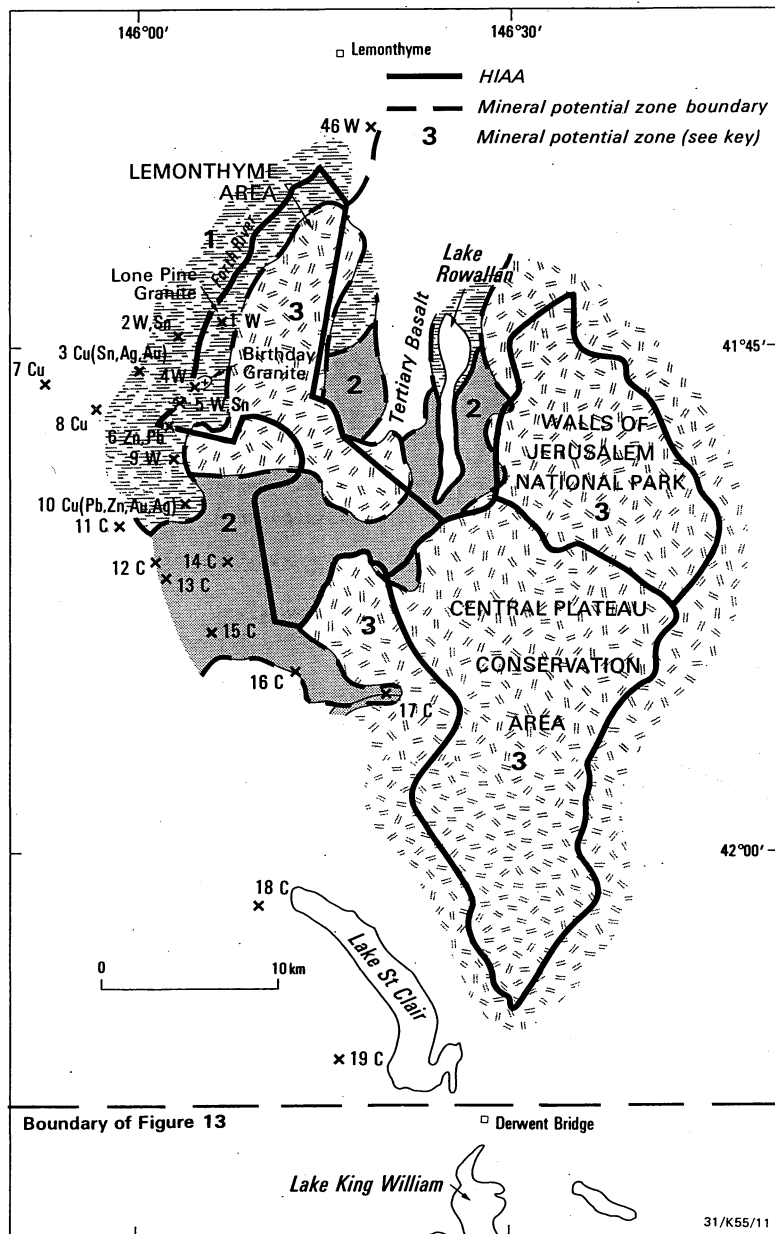 146°00′
146°30′
Lemonthyme
HIAA
Mineral potential zone boundary
3 Mineral potential zone (see key)
46 W
LEMONTHYME
AREA
1
Forth River
Lone Pine
Granite
Lake
Rowallan
2 W,Sn
1 W
3
3 Cu(Sn,Ag,Au)
Birthday
Granite
Tertiary Basalt
41°45′
7 Cu
4W
2
2
8 Cu
5 W,Sn
6 Zn,Pb
9 W
WALLS OF
JERUSALEM
NATIONAL PARK
3
10 Cu(Pb,Zn,Au,Ag)
11 C
2
12 C
14 C
13 C
CENTRAL PLATEAU
15 C
3
CONSERVATION
16 C
17 C
AREA
3
42°00′
18 C
0
10 km
Lake St Clair
19 C
Boundary of Figure 13
Derwent Bridge
Lake King William
31/K55/11